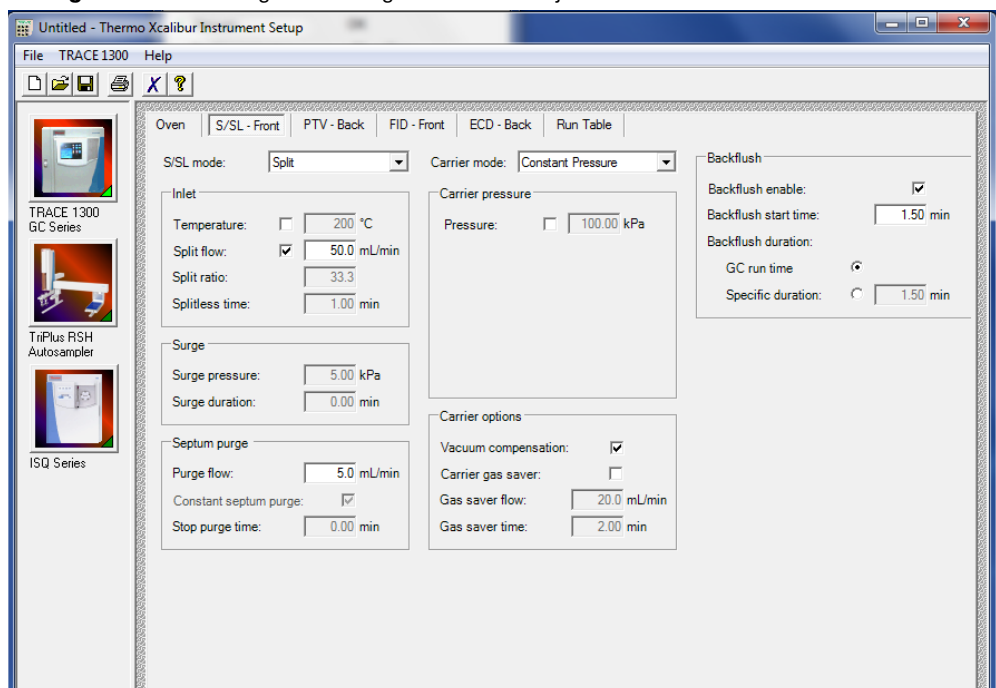 Untitled - Thermo Xcalibur Instrument Setup
File TRACE 1300 Help
TRACE 1300
GC Series
TriPlus RSH
Autosampler
ISQ Series
Oven S/SL - Front PTV - Back FID - Front ECD - Back Run Table
S/SL mode: Split
Inlet
Temperature: 200 °C
Split flow: 50.0 mL/min
Split ratio: 33.3
Splitless time: 1.00 min
Surge
Surge pressure: 5.00 kPa
Surge duration: 0.00 min
Septum purge
Purge flow: 5.0 mL/min
Constant septum purge:
Stop purge time: 0.00 min
Carrier mode: Constant Pressure
Carrier pressure
Pressure: 100.00 kPa
Carrier options
Vacuum compensation:
Carrier gas saver:
Gas saver flow: 20.0 mL/min
Gas saver time: 2.00 min
Backflush
Backflush enable:
Backflush start time: 1.50 min
Backflush duration:
GC run time
Specific duration: 1.50 min